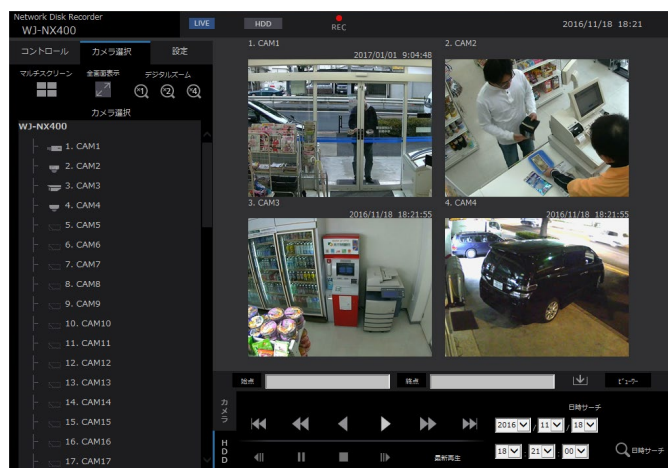 Network Disk Recorder
WJ-NX400
LIVE
HDD
REC
2016/11/18 18:21
コントロール
カメラ選択
設定
マルチスクリーン
全画面表示
デジタルズーム
×1
×2
×4
カメラ選択
WJ-NX400
1. CAM1
2. CAM2
3. CAM3
4. CAM4
5. CAM5
6. CAM6
7. CAM7
8. CAM8
9. CAM9
10. CAM10
11. CAM11
12. CAM12
13. CAM13
14. CAM14
15. CAM15
16. CAM16
17. CAM17
1. CAM1
2017/01/01 9:04:48
2. CAM2
3. CAM3
2016/11/18 18:21:55
4. CAM4
2016/11/18 18:21:55
始点
終点
ビューワー
カメラ
HDD
最新再生
日時サーチ
2016 / 11 / 18
18 : 21 : 00
日時サーチ